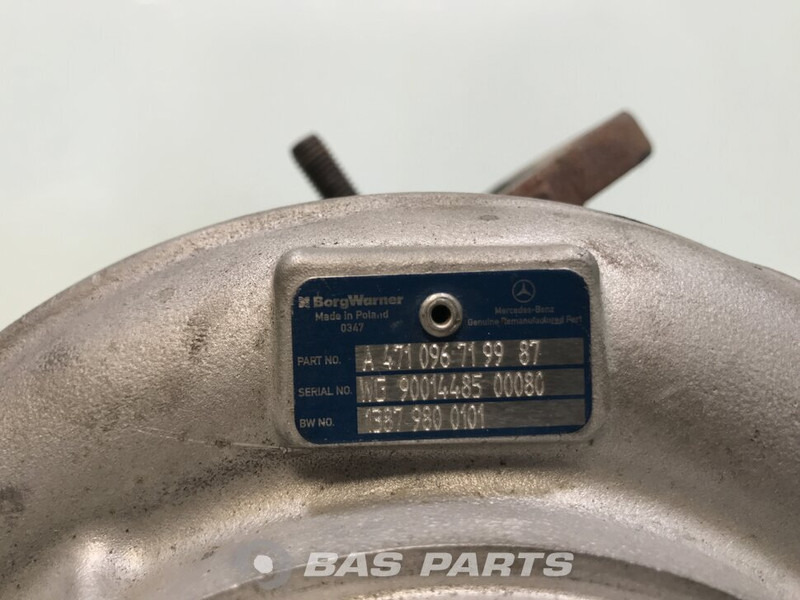 BorgWarner
Made in Poland
0347
Mercedes-Benz
Genuine Remanufactured Part
PART NO. A 471 096 71 99 87
SERIAL NO. WG 90014485 00080
BW NO. 1387 980 0101
BAS PARTS